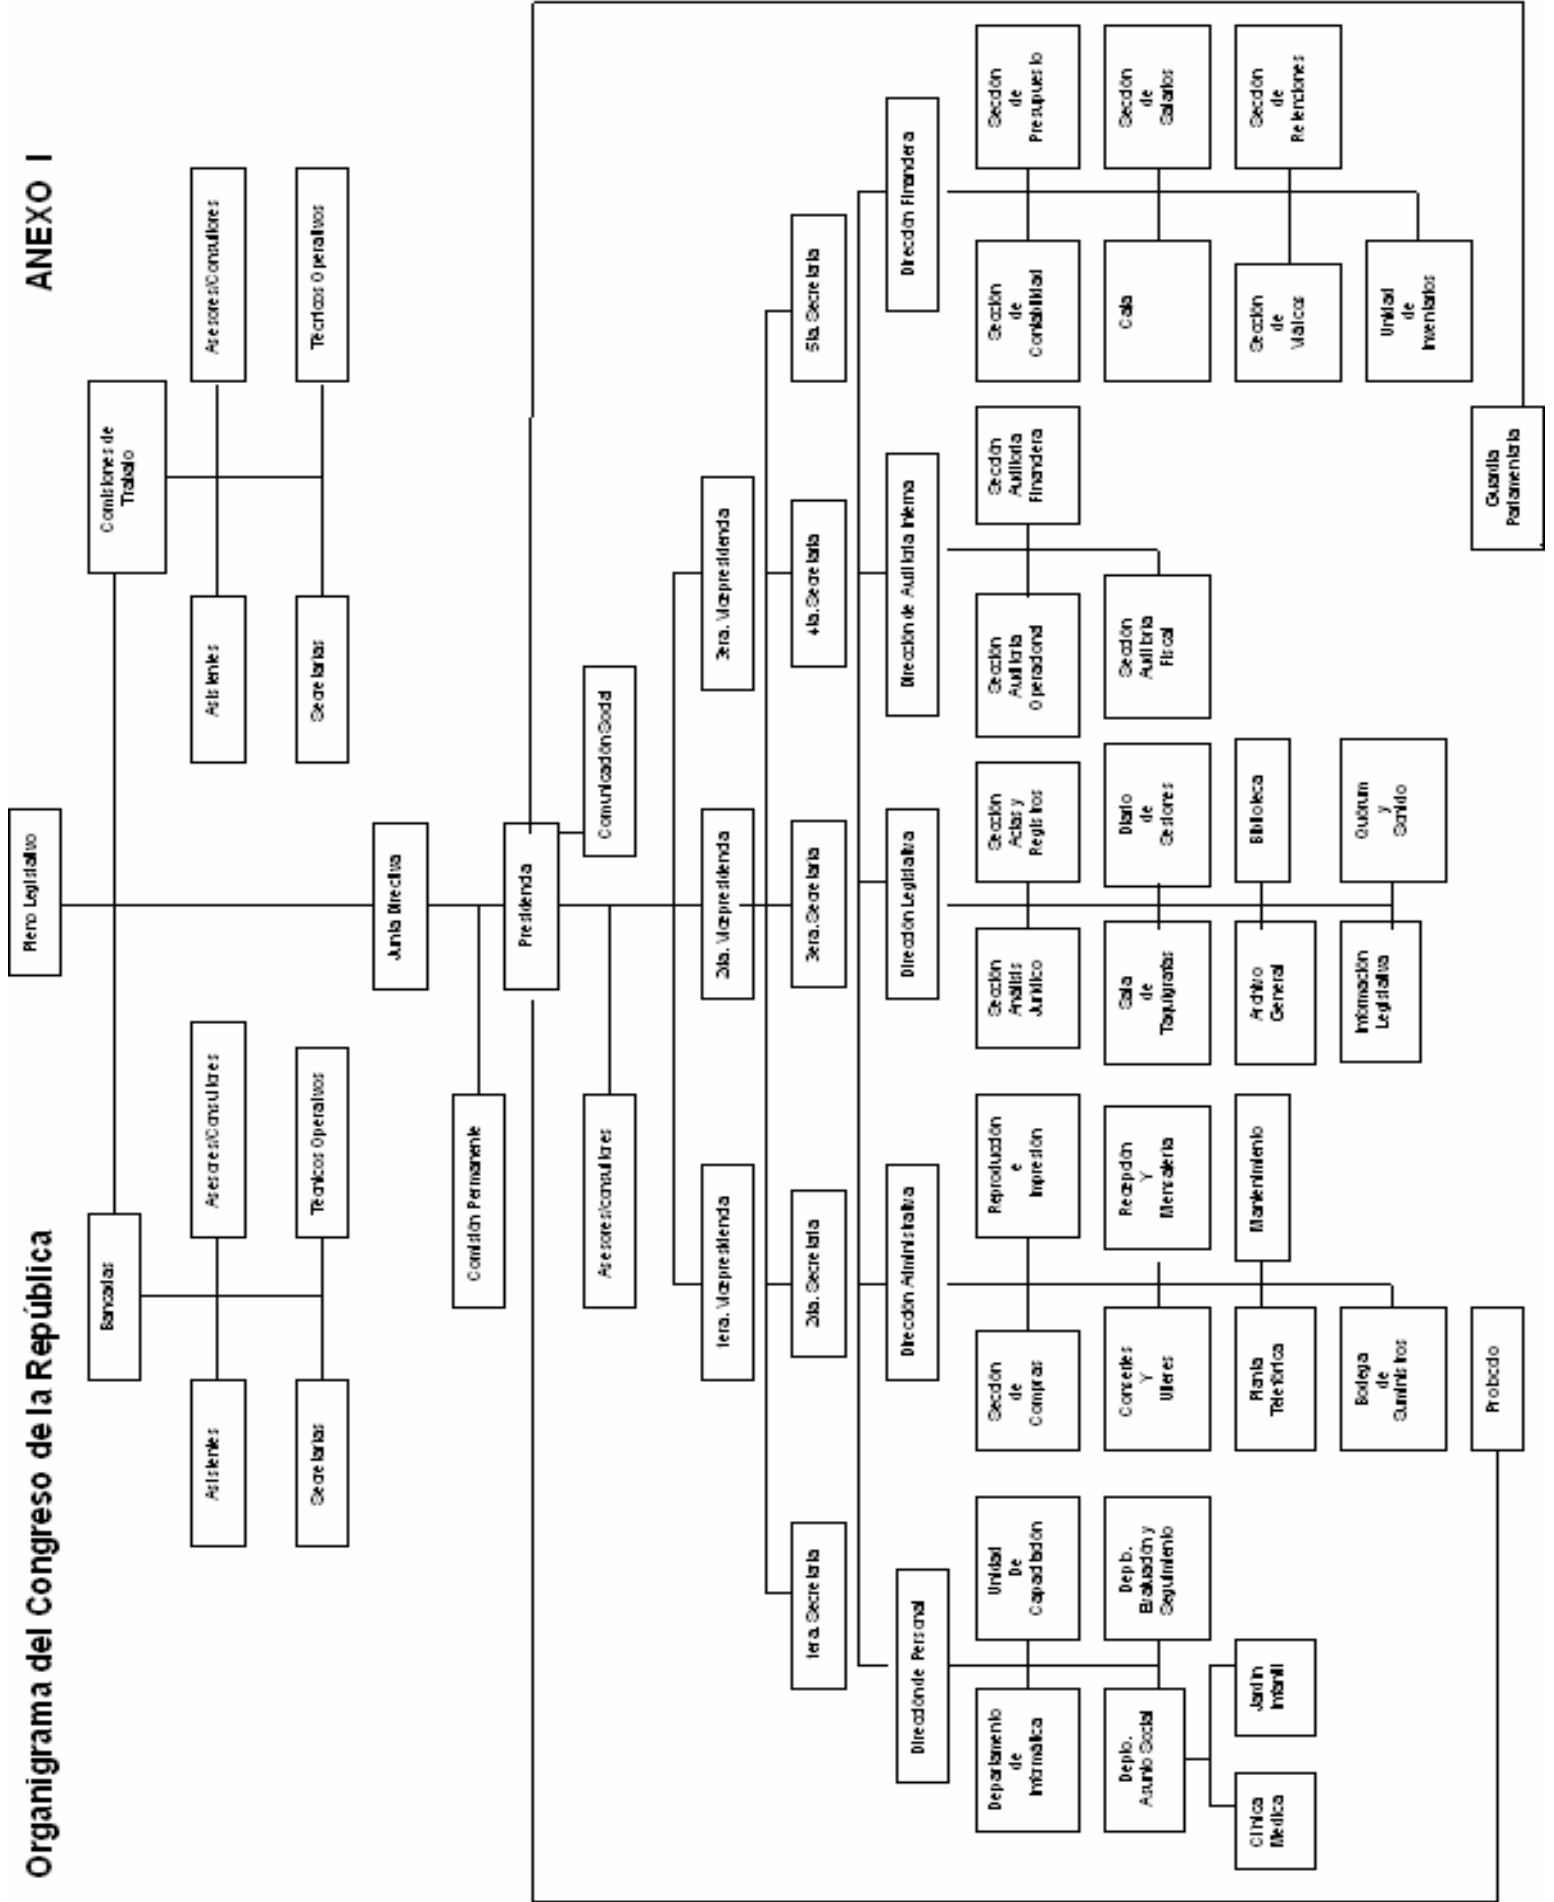 Organigrama del Congreso de la República
ANEXO I
Pleno Legislativo
Bancadas
Comisiones de
Trabajo
Asistentes
Asesores/Consultores
Asistentes
Asesores/Consultores
Secretarias
Técnicos Operativos
Secretarias
Técnicos Operativos
Junta Directiva
Comisión Permanente
Presidencia
Asesores/consultores
Comunicación Social
1era. Vicepresidencia
2da. Vicepresidencia
3era. Vicepresidencia
1era. Secretaria
2da. Secretaria
3era. Secretaria
4ta. Secretaria
5ta. Secretaria
Dirección de Personal
Dirección Administrativa
Dirección Legislativa
Dirección de Auditoria Interna
Dirección Financiera
Departamento
de
Informática
Unidad
De
Capacitación
Sección
de
Compras
Reproducción
e
Impresión
Sección
Análisis
Jurídico
Sección
Actas y
Registros
Sección
Auditoria
Operacional
Sección
Auditoria
Financiera
Sección
de
Contabilidad
Sección
de
Presupuesto
Depto.
Asunto Social
Depto.
Evaluación y
Seguimiento
Conserjes
Y
Ujieres
Recepción
Y
Mensajería
Sala
de
Taquígrafas
Diario
de
Sesiones
Sección
Auditoria
Fiscal
Caja
Sección
de
Salarios
Clínica
Medica
Jardín
Infantil
Planta
Telefónica
Mantenimiento
Archivo
General
Biblioteca
Sección
de
Viáticos
Sección
de
Retenciones
Bodega
de
Suministros
Información
Legislativa
Quórum
y
Sonido
Unidad
de
Inventarios
Protocolo
Guardia
Parlamentaria